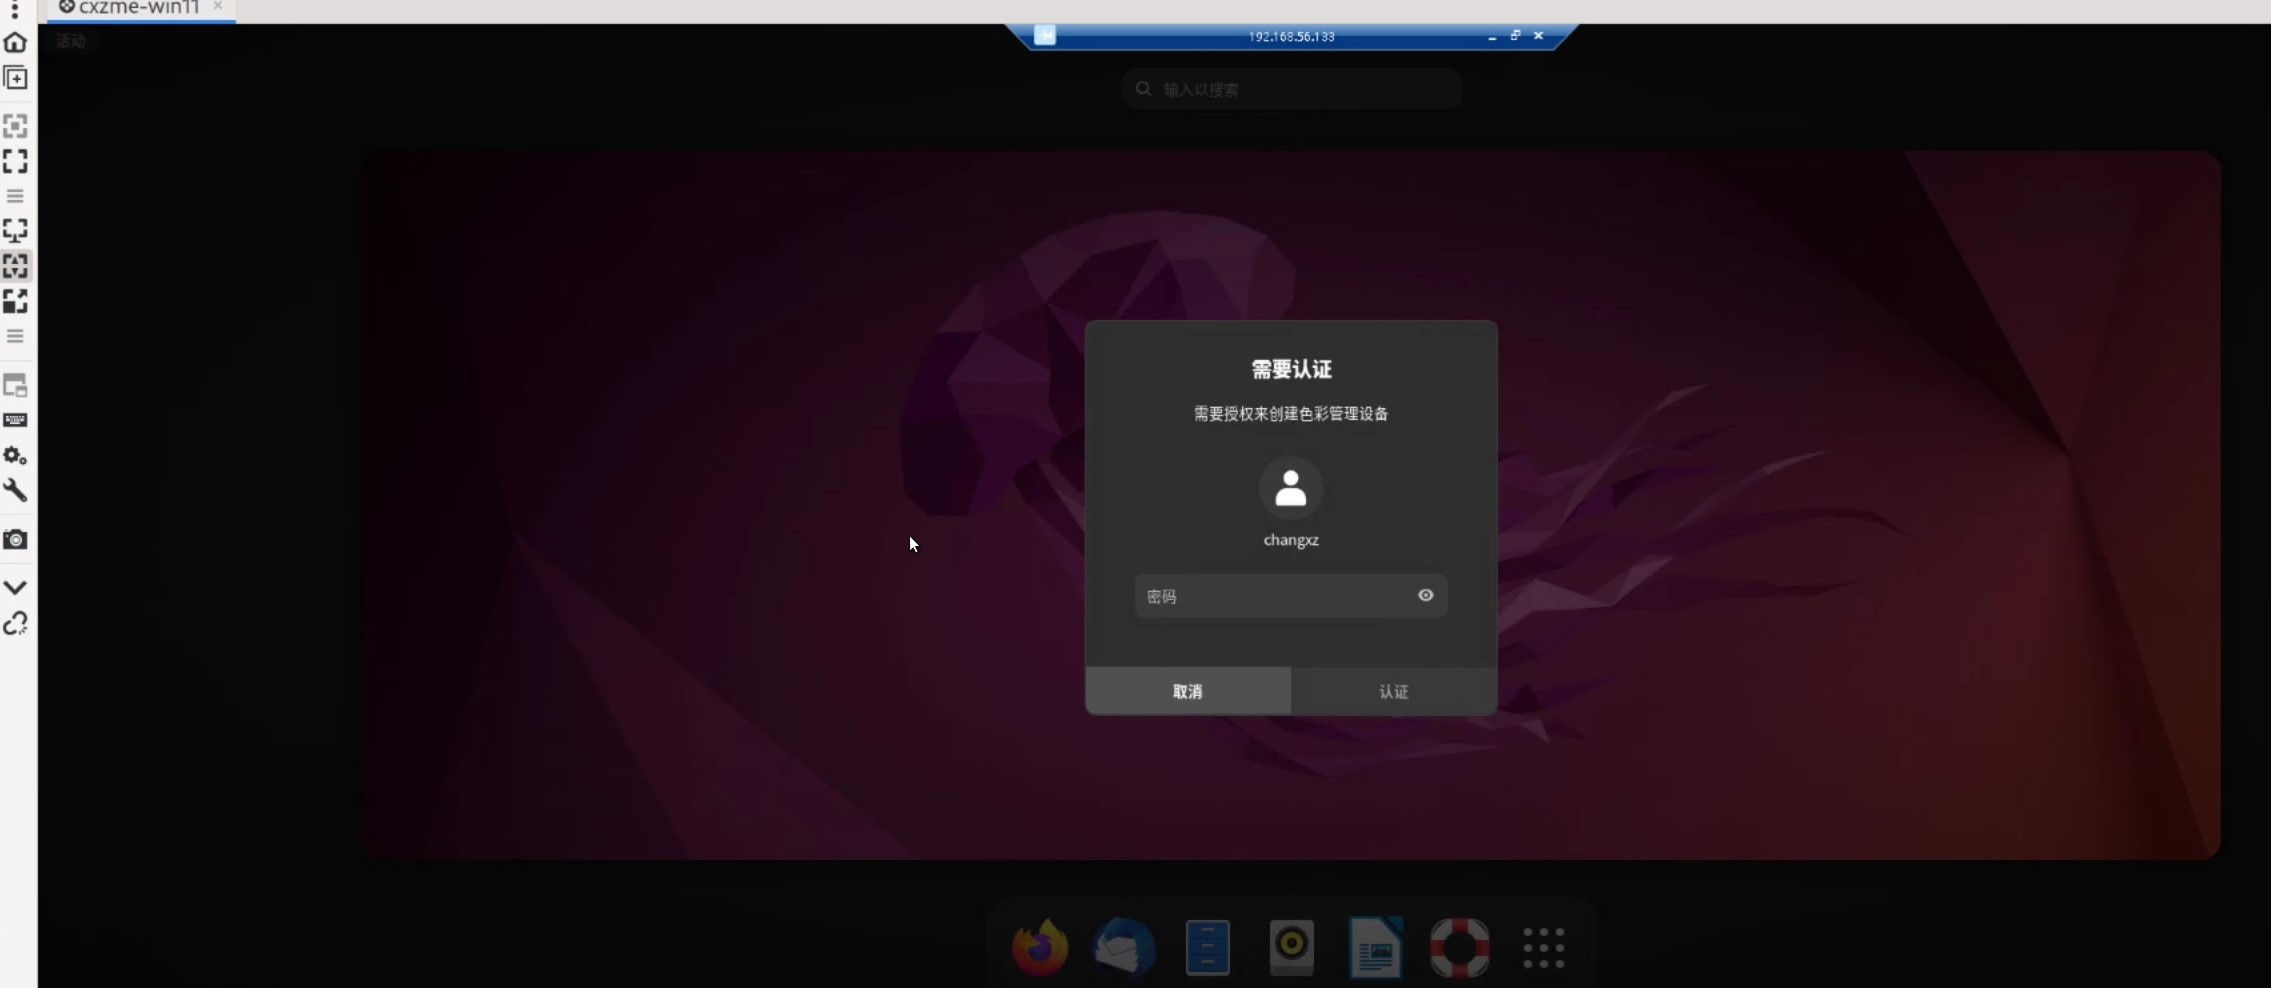 cxzme-win11
活动
192.168.56.133
输入以搜索
需要认证
需要授权来创建色彩管理设备
changxz
密码
取消
认证